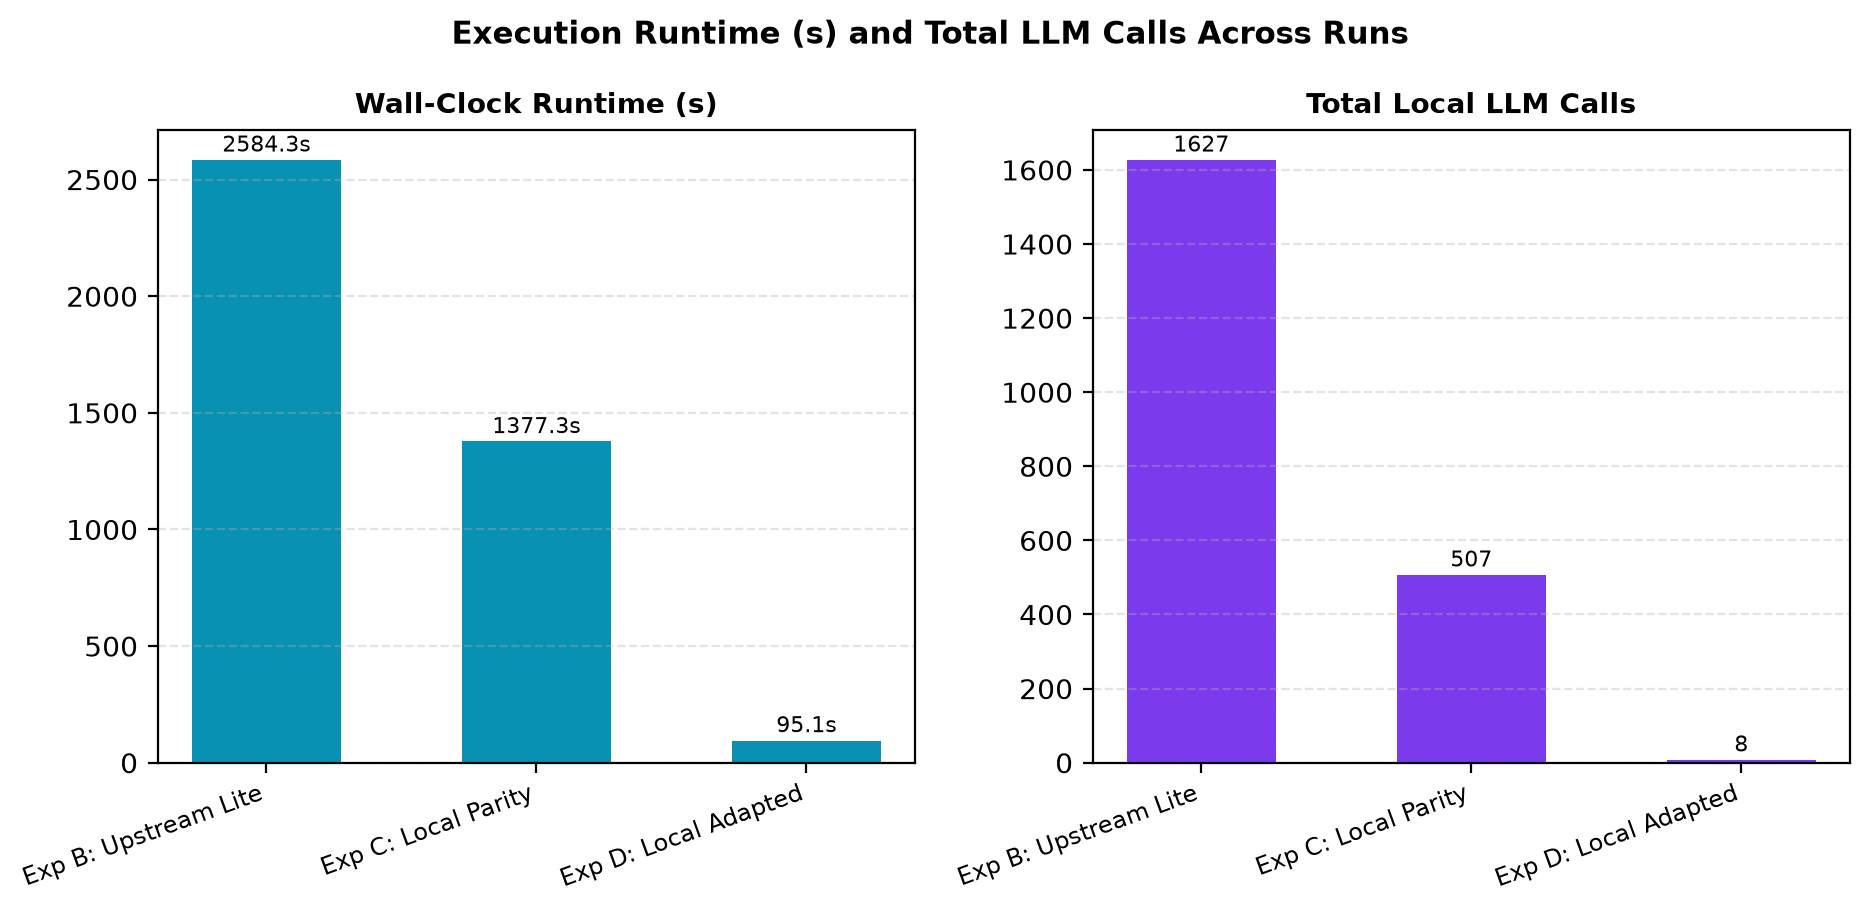 Execution Runtime (s) and Total LLM Calls Across Runs
Wall-Clock Runtime (s)
2584.3s
1377.3s
95.1s
2500
2000
1500
1000
500
0
Exp B: Upstream Lite
Exp C: Local Parity
Exp D: Local Adapted
Total Local LLM Calls
1627
507
8
1600
1400
1200
1000
800
600
400
200
0
Exp B: Upstream Lite
Exp C: Local Parity
Exp D: Local Adapted